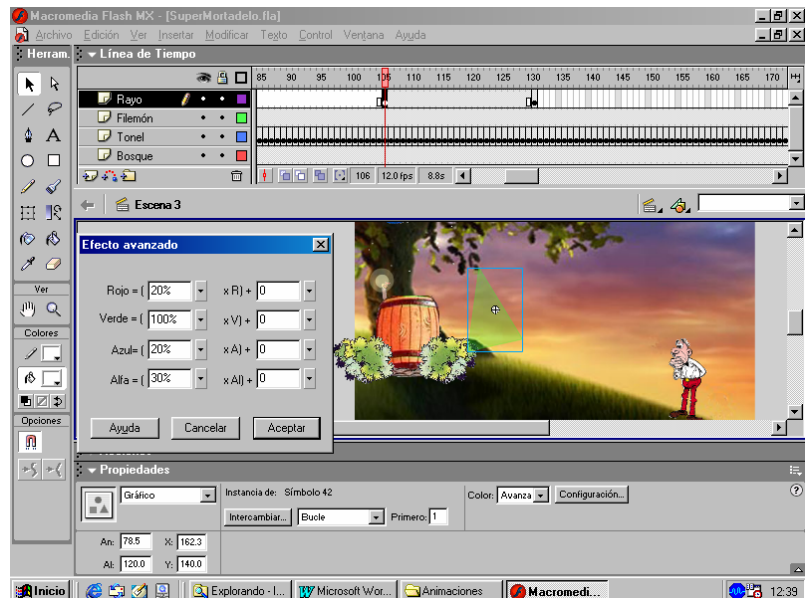 Macromedia Flash MX - [SuperMortadelo.fla]
Archivo Edición Ver Insertar Modificar Texto Control Ventana Ayuda
Herram.
Línea de Tiempo
85 90 95 100 105 110 115 120 125 130 135 140 145 150 155 160 165 170
Rayo
Filemón
Tonel
Bosque
106 12.0 fps 8.8s
Escena 3
Efecto avanzado
Rojo = ( 20% x R) + 0
Verde = ( 100% x V) + 0
Azul= ( 20% x A) + 0
Alfa = ( 30% x Al) + 0
Ayuda Cancelar Aceptar
Ver
Colores
Opciones
Propiedades
Gráfico
Instancia de: Símbolo 42
Color: Avanza Configuración...
Intercambiar... Bucle Primero: 1
An: 78.5 X: 162.3
Al: 120.0 Y: 140.0
Inicio Explorando - I... Microsoft Wor... Animaciones Macromedi... 12:39